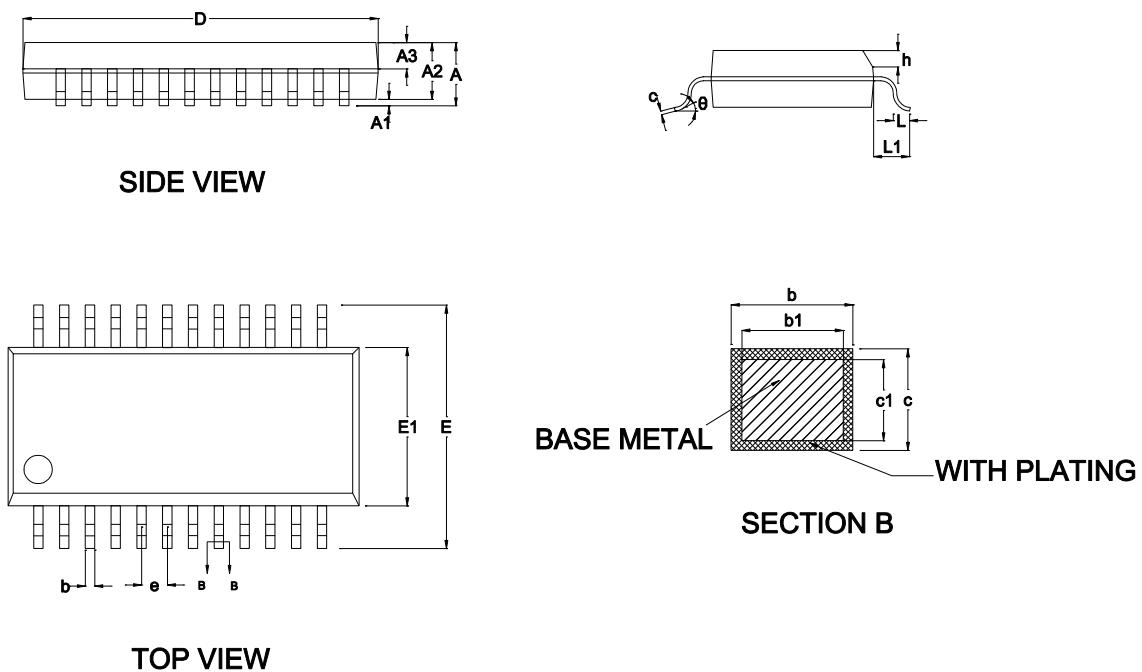 D
A3
A2
A
A1
SIDE VIEW
h
c
θ
L
L1
E1
E
b
e
B
B
TOP VIEW
b
b1
c1
c
BASE METAL
WITH PLATING
SECTION B